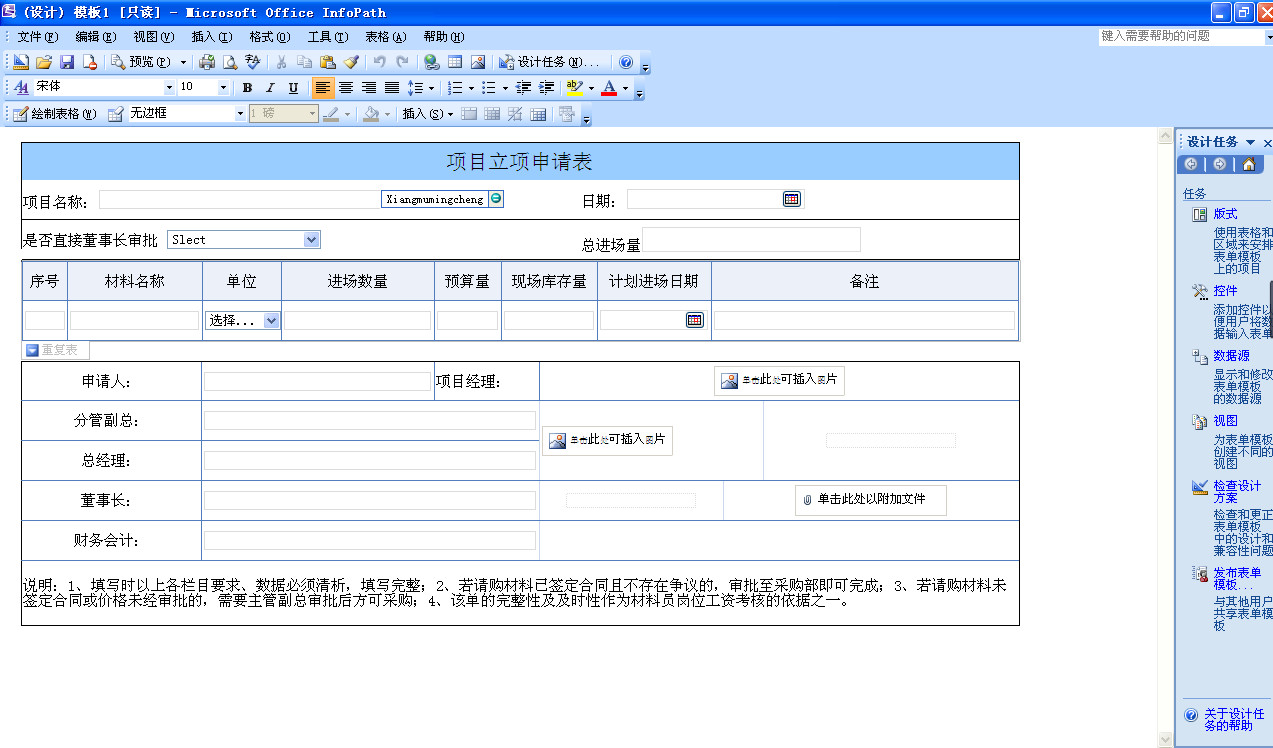 (设计) 模板1 [只读] - Microsoft Office InfoPath
文件(F) 编辑(E) 视图(V) 插入(I) 格式(O) 工具(T) 表格(A) 帮助(H) 键入需要帮助的问题
预览(P) 设计任务(N)...
宋体 10 B I U
绘制表格(W) 无边框 1 磅 插入(S)
项目立项申请表
项目名称: Xiangmumingcheng 日期:
是否直接董事长审批 Slect 总进场量
序号 材料名称 单位 进场数量 预算量 现场库存量 计划进场日期 备注
选择...
重复表
申请人: 项目经理: 单击此处可插入图片
分管副总:
单击此处可插入图片
总经理:
董事长: 单击此处以附加文件
财务会计:
说明: 1、填写时以上各栏目要求、数据必须清析,填写完整; 2、若请购材料已签定合同且不存在争议的,审批至采购部即可完成; 3、若请购材料未
签定合同或价格未经审批的,需要主管副总审批后方可采购; 4、该单的完整性及及时性作为材料员岗位工资考核的依据之一。
设计任务
任务
版式
使用表格和
区域来安排
表单模板
上的项目
控件
添加控件以
便用户将数
据输入表单
数据源
显示和修改
表单模板
的数据源
视图
为表单模板
创建不同的
视图
检查设计
方案
检查和更正
表单模板
中的设计和
兼容性问题
发布表单
模板...
与其他用户
共享表单模
板
关于设计任
务的帮助